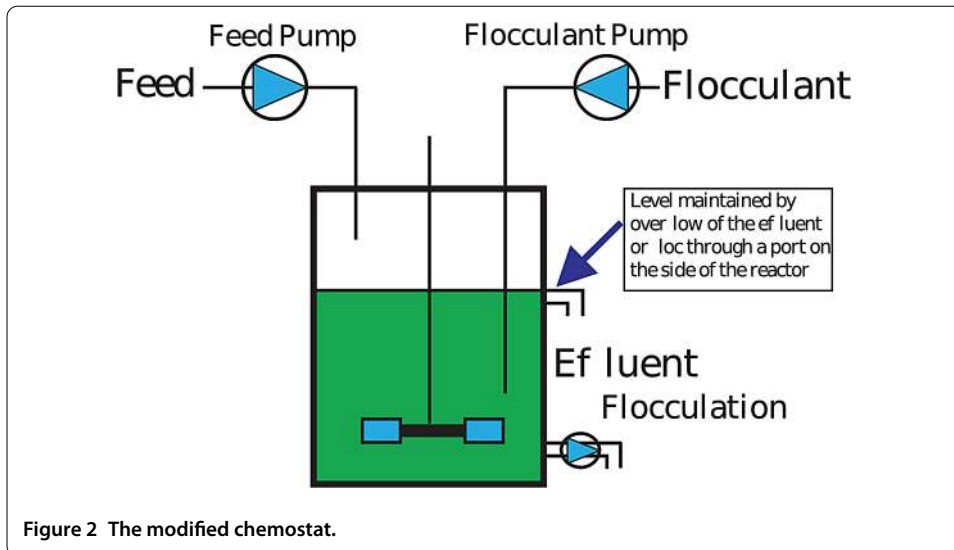 Feed Pump
Flocculant Pump
Feed
Flocculant
Level maintained by
over low of the ef luent
or loc through a port on
the side of the reactor
Ef luent
Flocculation
Figure 2 The modified chemostat.